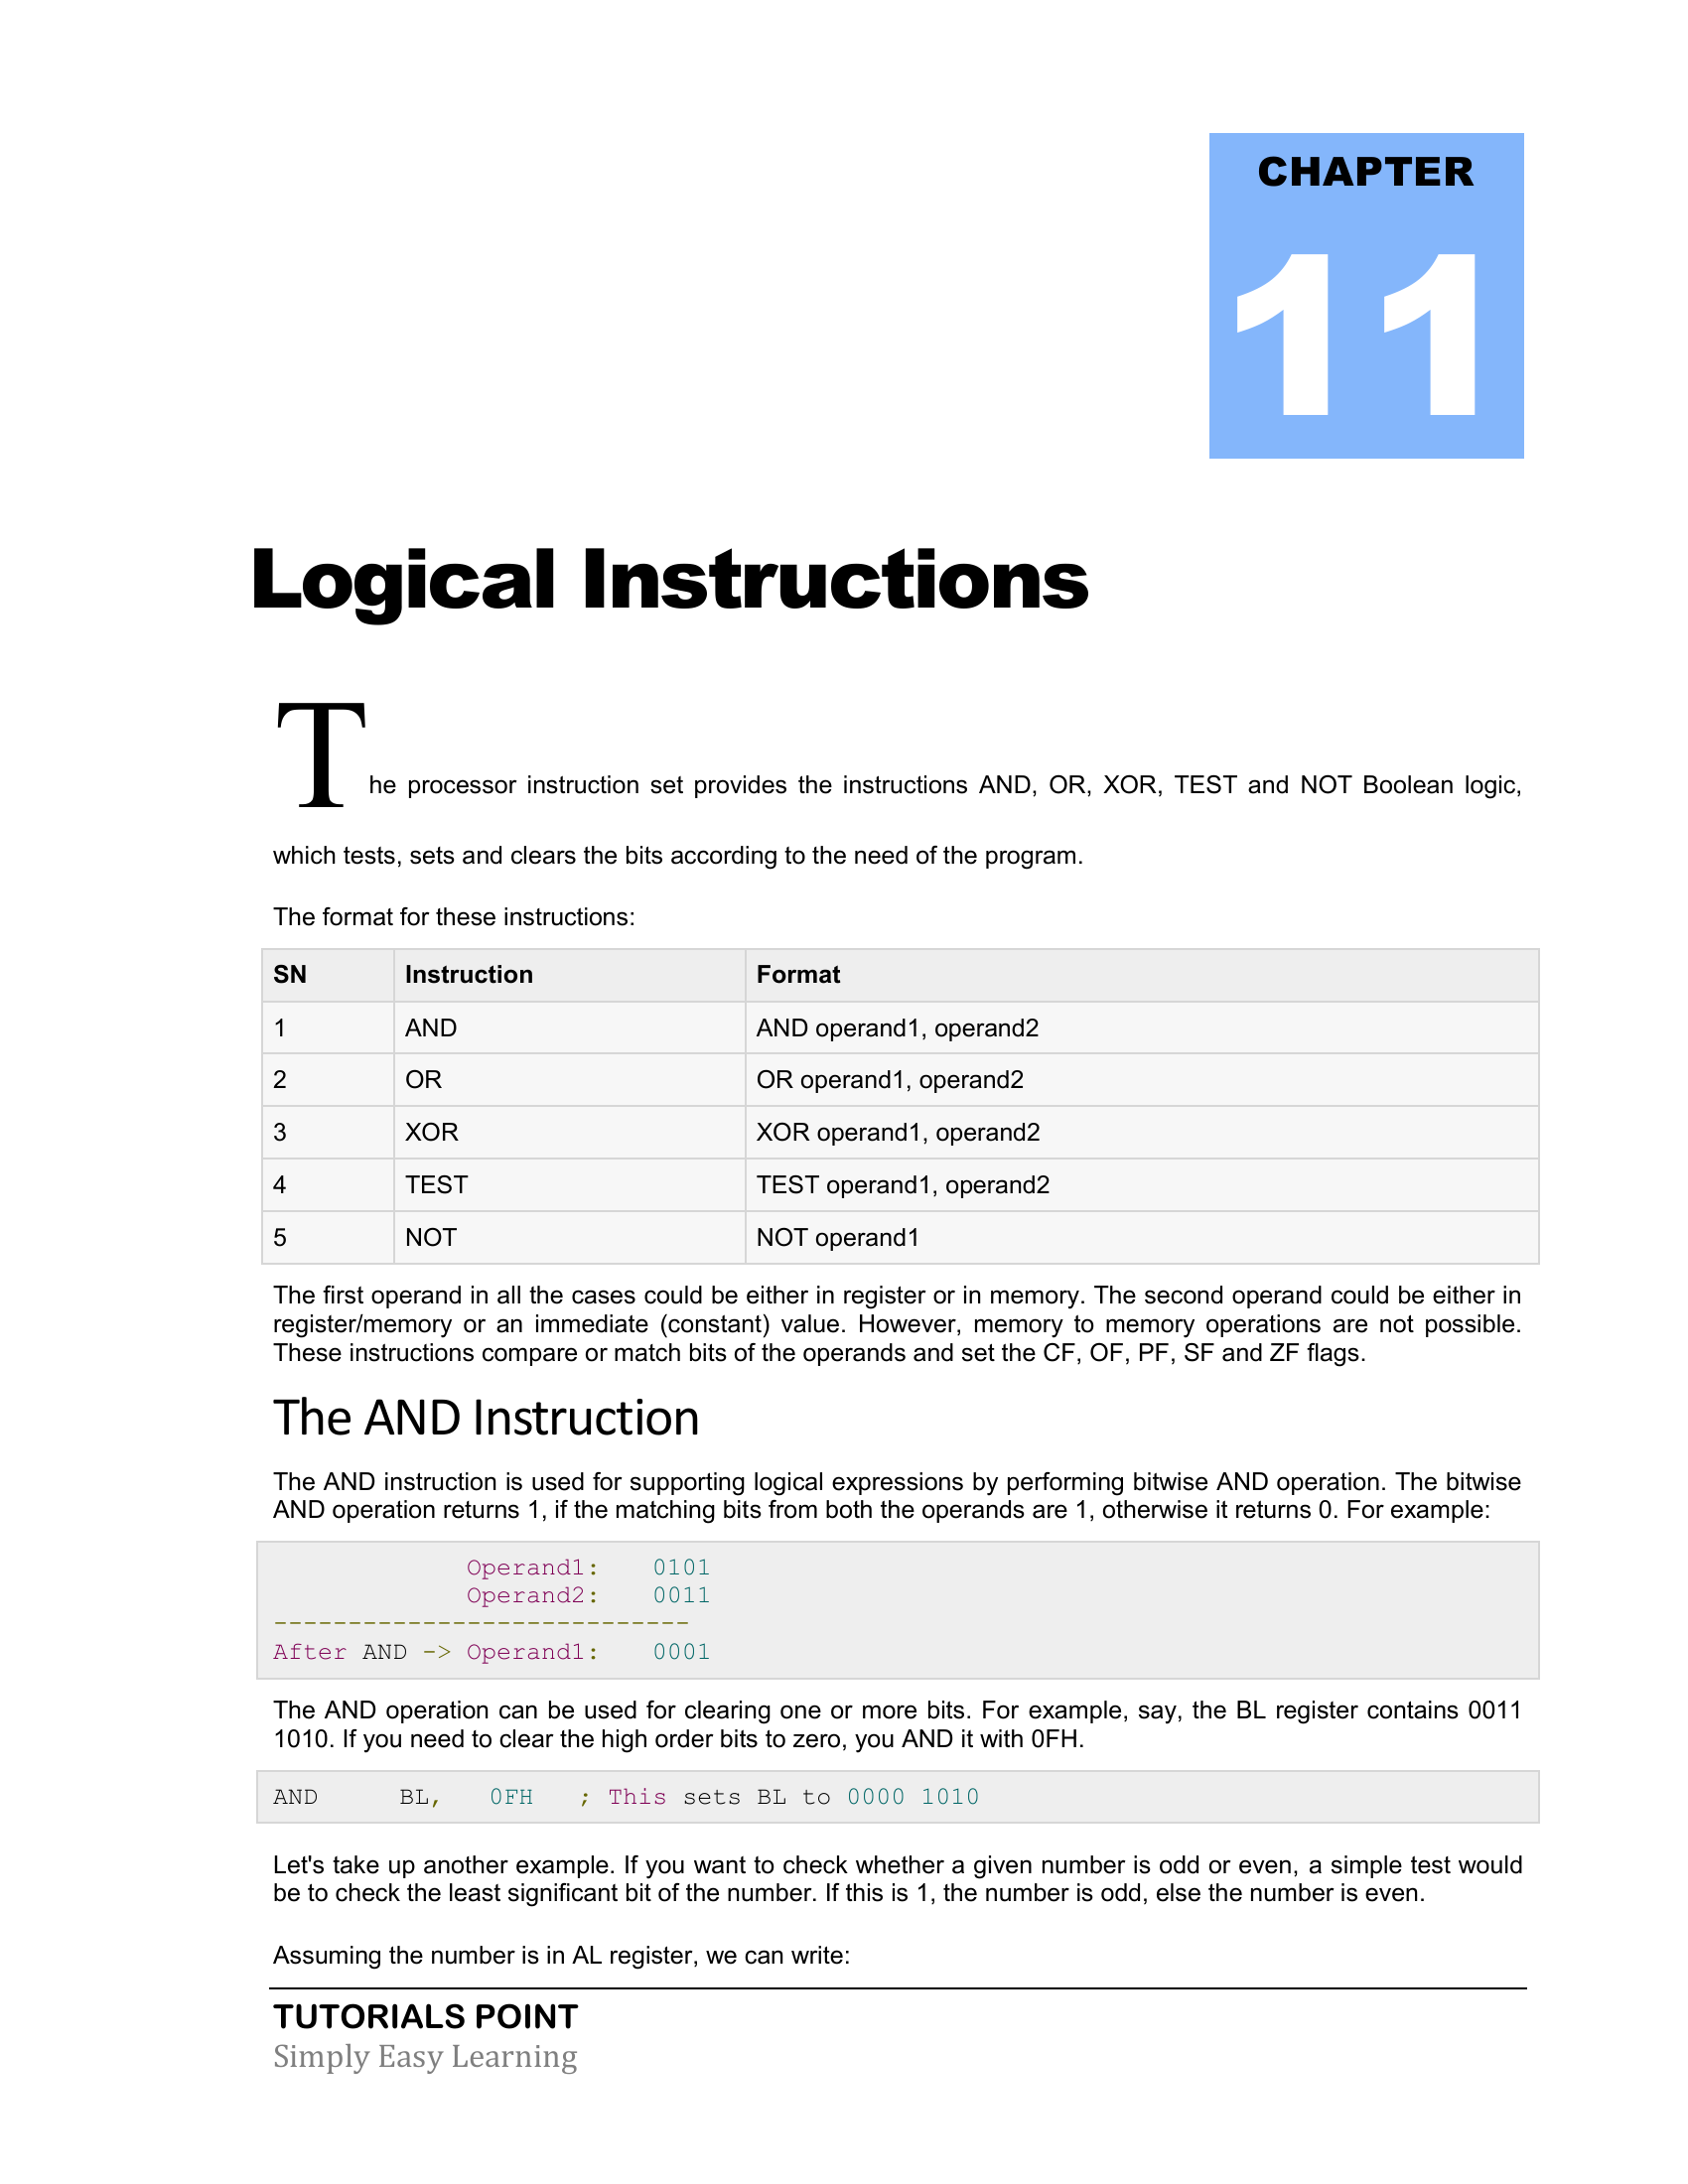 CHAPTER
11
Logical Instructions
The processor instruction set provides the instructions AND, OR, XOR, TEST and NOT Boolean logic,
which tests, sets and clears the bits according to the need of the program.
The format for these instructions:
SN Instruction Format
1 AND AND operand1, operand2
2 OR OR operand1, operand2
3 XOR XOR operand1, operand2
4 TEST TEST operand1, operand2
5 NOT NOT operand1
The first operand in all the cases could be either in register or in memory. The second operand could be either in
register/memory or an immediate (constant) value. However, memory to memory operations are not possible.
These instructions compare or match bits of the operands and set the CF, OF, PF, SF and ZF flags.
The AND Instruction
The AND instruction is used for supporting logical expressions by performing bitwise AND operation. The bitwise
AND operation returns 1, if the matching bits from both the operands are 1, otherwise it returns 0. For example:
Operand1: 0101
Operand2: 0011
----------------------------
After AND -> Operand1: 0001
The AND operation can be used for clearing one or more bits. For example, say, the BL register contains 0011
1010. If you need to clear the high order bits to zero, you AND it with 0FH.
AND BL, 0FH ; This sets BL to 0000 1010
Let's take up another example. If you want to check whether a given number is odd or even, a simple test would
be to check the least significant bit of the number. If this is 1, the number is odd, else the number is even.
Assuming the number is in AL register, we can write:
TUTORIALS POINT
Simply Easy Learning